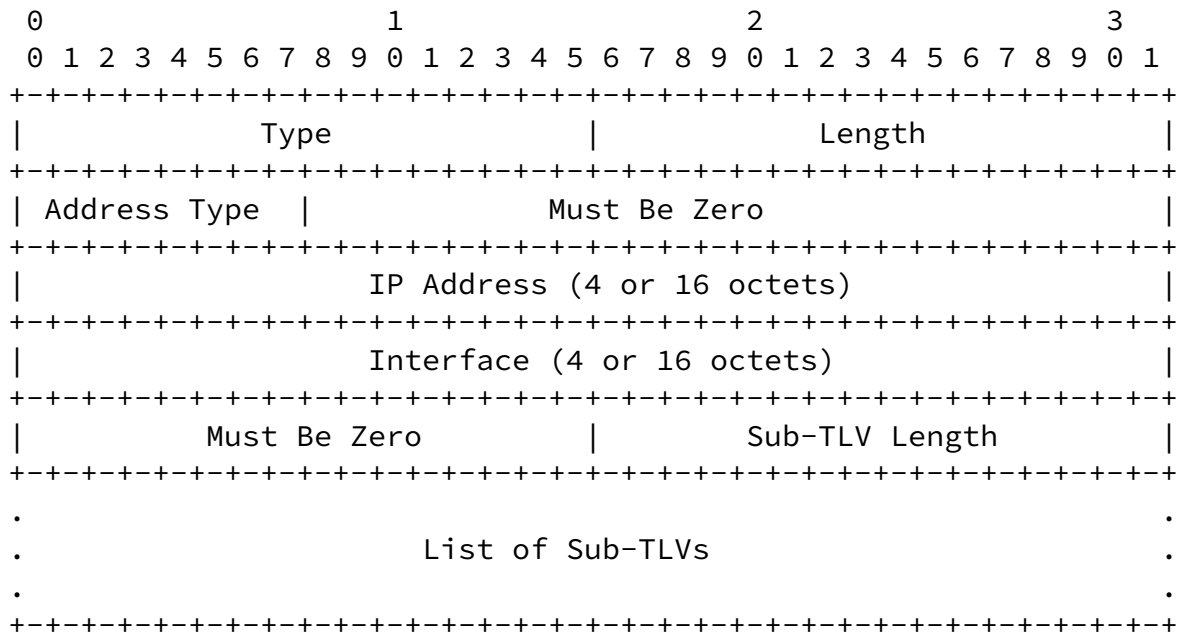 0                   1                   2                   3
 0 1 2 3 4 5 6 7 8 9 0 1 2 3 4 5 6 7 8 9 0 1 2 3 4 5 6 7 8 9 0 1
+-+-+-+-+-+-+-+-+-+-+-+-+-+-+-+-+-+-+-+-+-+-+-+-+-+-+-+-+-+-+-+-+
|             Type              |            Length             |
+-+-+-+-+-+-+-+-+-+-+-+-+-+-+-+-+-+-+-+-+-+-+-+-+-+-+-+-+-+-+-+-+
| Address Type  |             Must Be Zero                      |
+-+-+-+-+-+-+-+-+-+-+-+-+-+-+-+-+-+-+-+-+-+-+-+-+-+-+-+-+-+-+-+-+
|                   IP Address (4 or 16 octets)                 |
+-+-+-+-+-+-+-+-+-+-+-+-+-+-+-+-+-+-+-+-+-+-+-+-+-+-+-+-+-+-+-+-+
|                   Interface (4 or 16 octets)                  |
+-+-+-+-+-+-+-+-+-+-+-+-+-+-+-+-+-+-+-+-+-+-+-+-+-+-+-+-+-+-+-+-+
|          Must Be Zero         |        Sub-TLV Length         |
+-+-+-+-+-+-+-+-+-+-+-+-+-+-+-+-+-+-+-+-+-+-+-+-+-+-+-+-+-+-+-+-+
.                                                               .
.                      List of Sub-TLVs                         .
.                                                               .
+-+-+-+-+-+-+-+-+-+-+-+-+-+-+-+-+-+-+-+-+-+-+-+-+-+-+-+-+-+-+-+-+